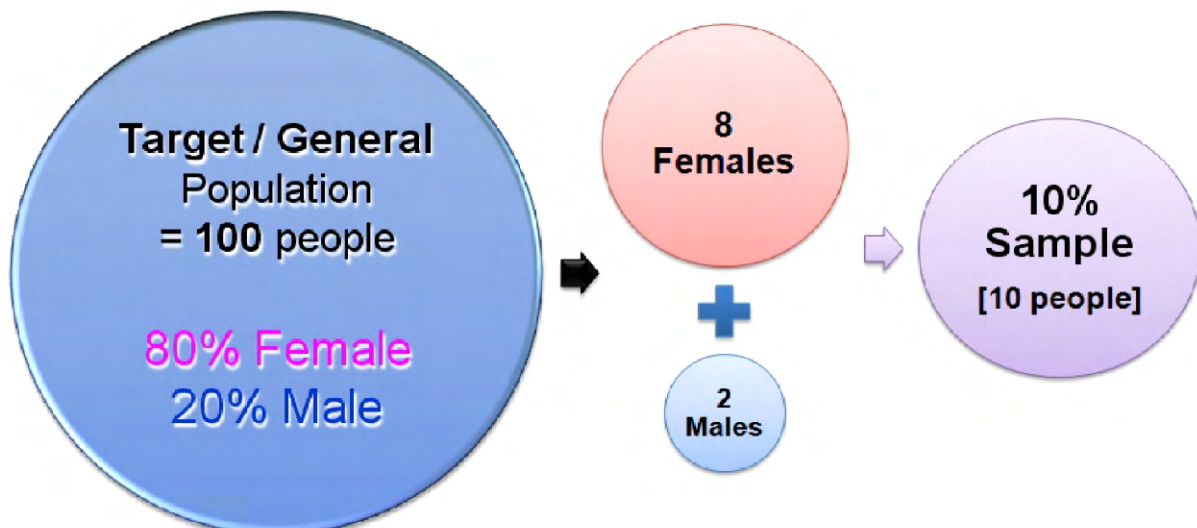 Target / General
Population
= 100 people
80% Female
20% Male
8
Females
2
Males
10%
Sample
[10 people]